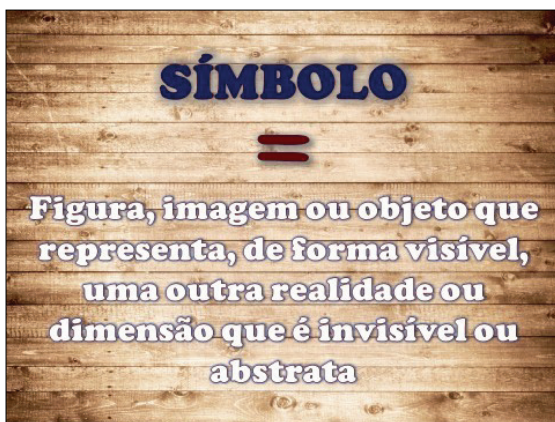 SÍMBOLO
=
Figura, imagem ou objeto que
representa, de forma visível,
uma outra realidade ou
dimensão que é invisível ou
abstrata